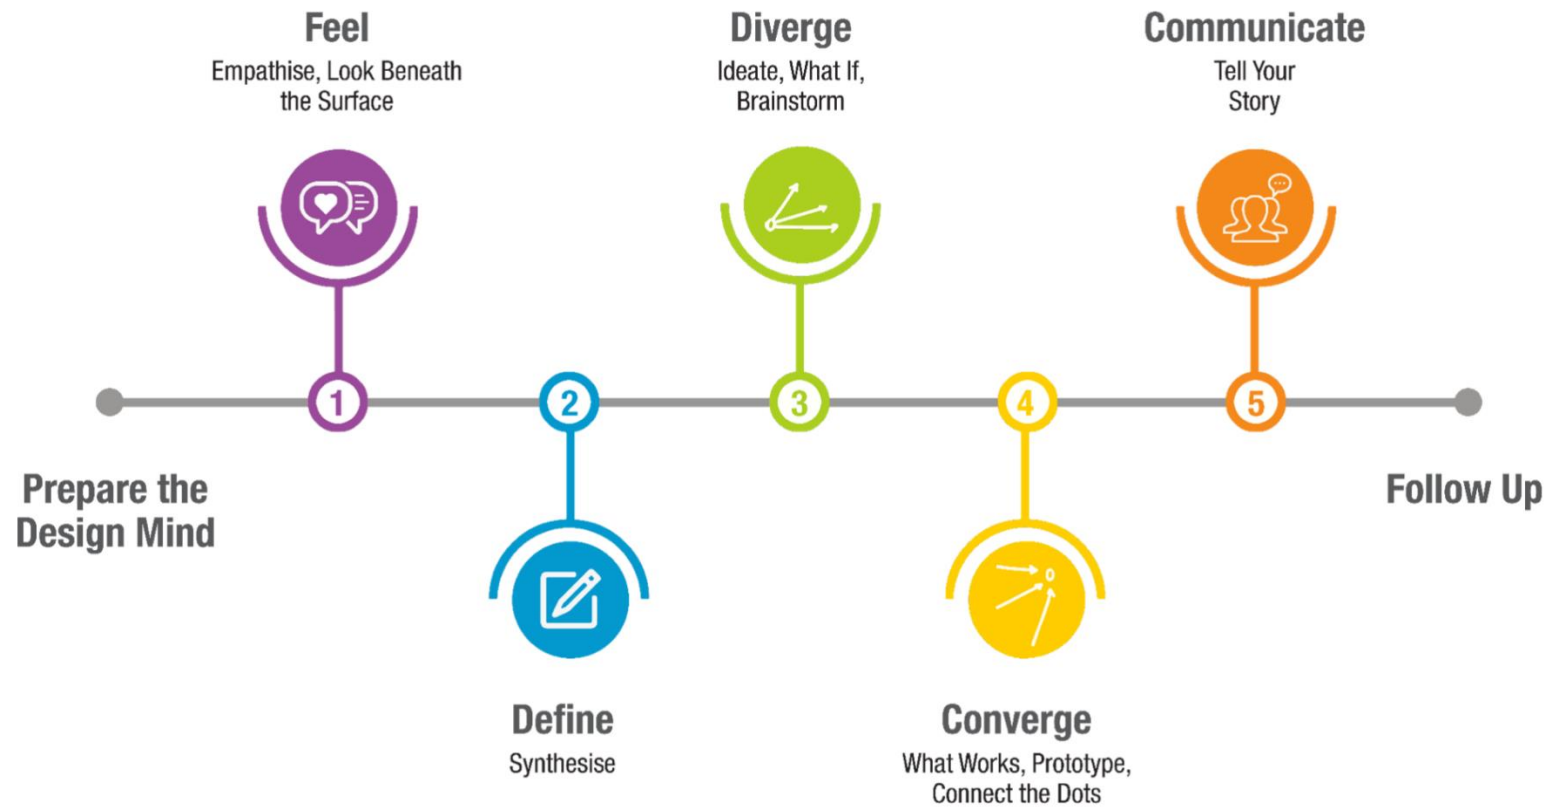 Feel
Empathise, Look Beneath
the Surface
Diverge
Ideate, What If,
Brainstorm
Communicate
Tell Your
Story
1
2
3
4
5
Prepare the
Design Mind
Follow Up
Define
Synthesise
Converge
What Works, Prototype,
Connect the Dots